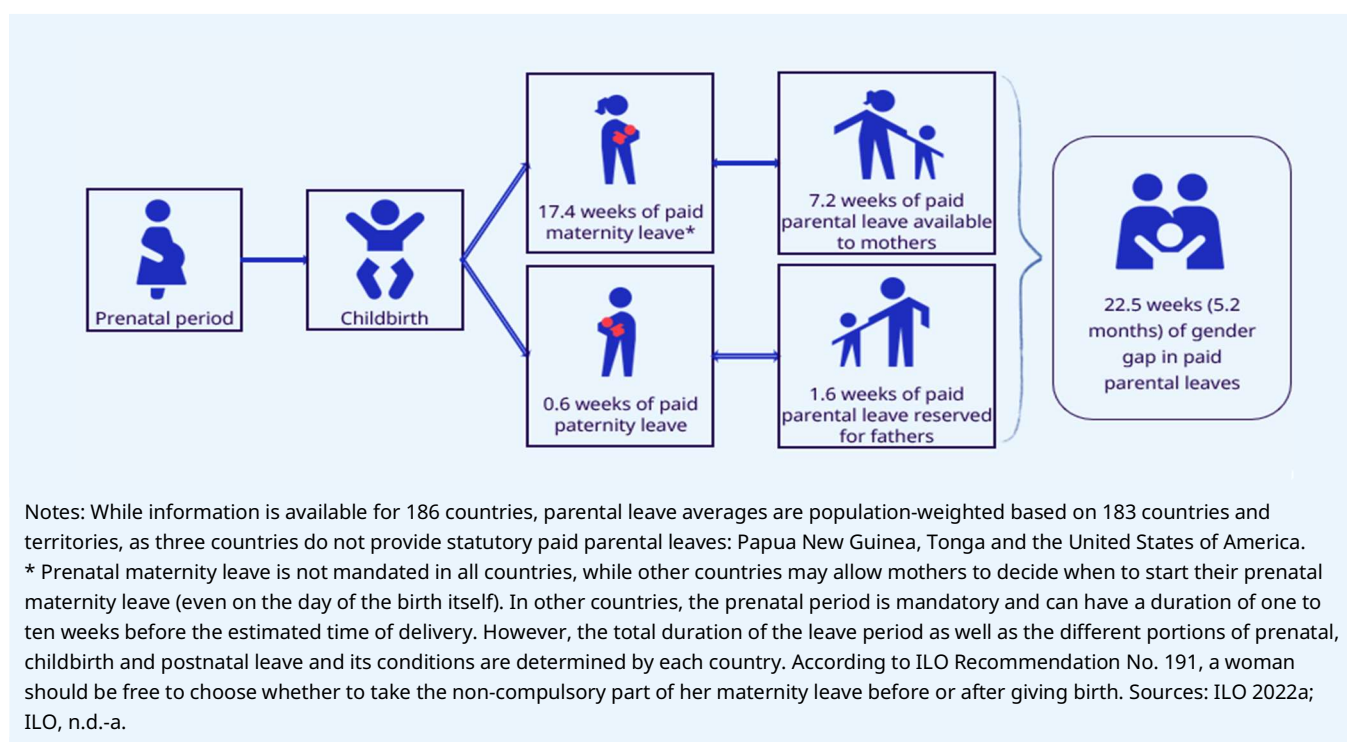 Prenatal period
Childbirth
17.4 weeks of paid
maternity leave*
7.2 weeks of paid
parental leave available
to mothers
0.6 weeks of paid
paternity leave
1.6 weeks of paid
parental leave reserved
for fathers
22.5 weeks (5.2
months) of gender
gap in paid
parental leaves
Notes: While information is available for 186 countries, parental leave averages are population-weighted based on 183 countries and
territories, as three countries do not provide statutory paid parental leaves: Papua New Guinea, Tonga and the United States of America.
* Prenatal maternity leave is not mandated in all countries, while other countries may allow mothers to decide when to start their prenatal
maternity leave (even on the day of the birth itself). In other countries, the prenatal period is mandatory and can have a duration of one to
ten weeks before the estimated time of delivery. However, the total duration of the leave period as well as the different portions of prenatal,
childbirth and postnatal leave and its conditions are determined by each country. According to ILO Recommendation No. 191, a woman
should be free to choose whether to take the non-compulsory part of her maternity leave before or after giving birth. Sources: ILO 2022a;
ILO, n.d.-a.